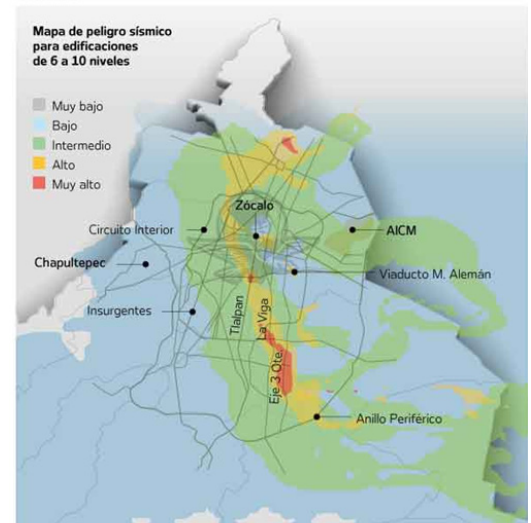 Mapa de peligro sísmico
para edificaciones
de 6 a 10 niveles
Muy bajo
Bajo
Intermedio
Alto
Muy alto
Zócalo
Circuito Interior
AICM
Chapultepec
Viaducto M. Alemán
Insurgentes
Tlalpan
La Viga
Eje 3 Ote.
Anillo Periférico